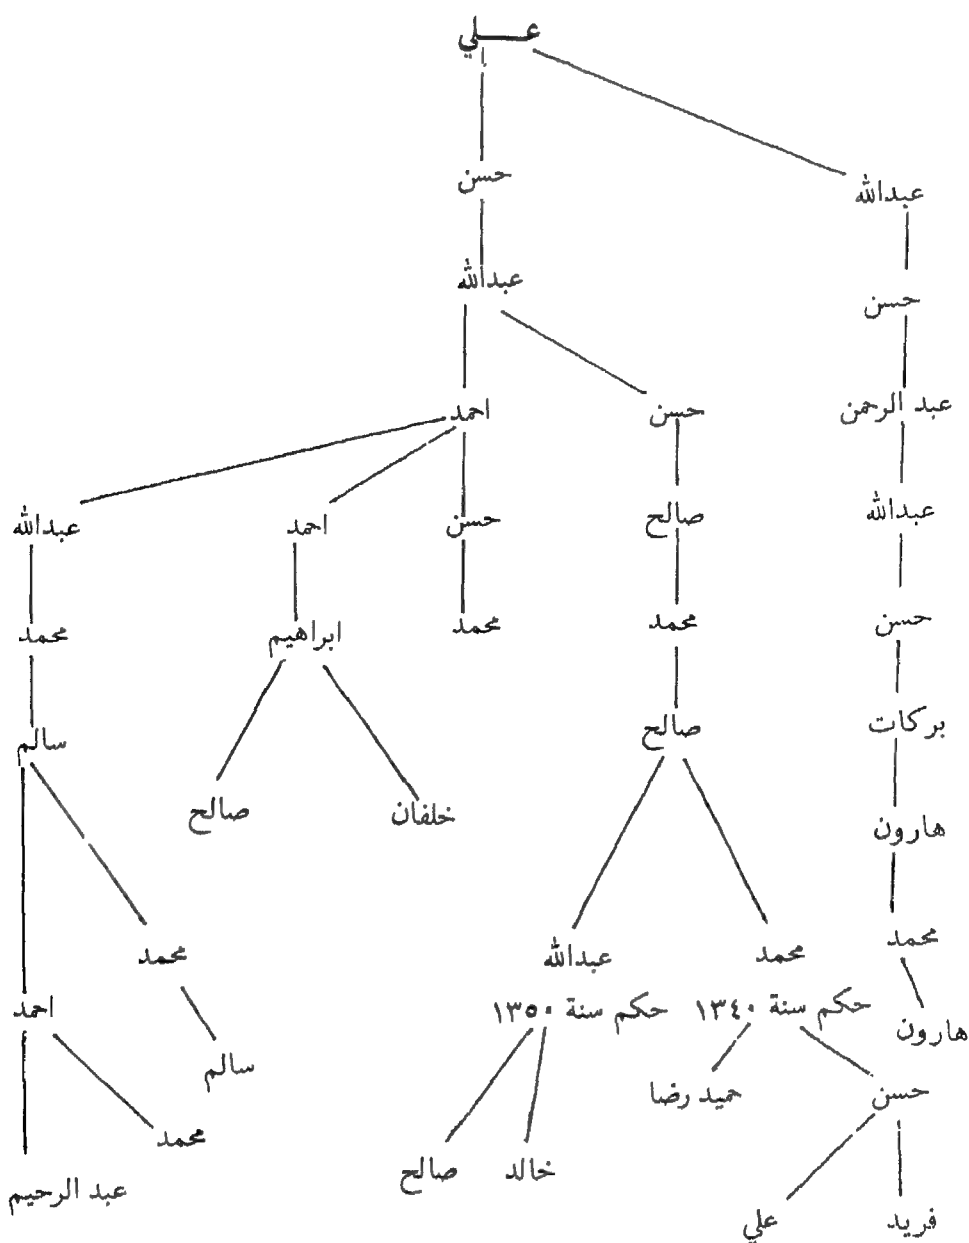 عـلي
حسن
عبدالله
عبدالله
حسن
احمد
حسن
عبد الرحمن
عبدالله
احمد
حسن
صالح
عبدالله
محمد
ابراهيم
محمد
محمد
حسن
سالم
صالح
بركات
صالح
خلفان
هارون
محمد
عبدالله
محمد
محمد
احمد
حكم سنة ١٣٥٠
حكم سنة ١٣٤٠
هارون
سالم
حميد رضا
حسن
محمد
صالح
خالد
عبد الرحيم
علي
فريد